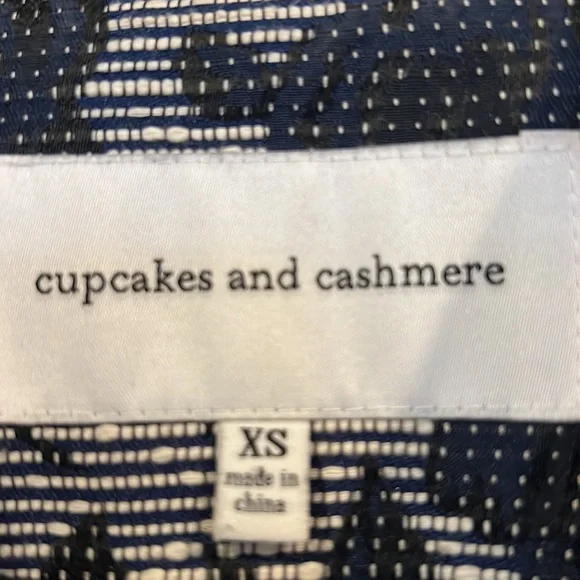 cupcakes and cashmere
XS
made in
china